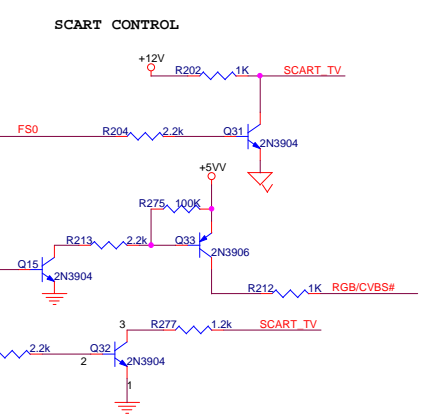 SCART CONTROL
+12V
R202 1K SCART_TV
FS0 R204 2.2k Q31
2N3904
+5VV
R275 100K
R213 2.2k Q33
2N3906
Q15
2N3904
R212 1K RGB/CVBS#
3 R277 1.2k SCART_TV
2.2k Q32
2 2N3904
1